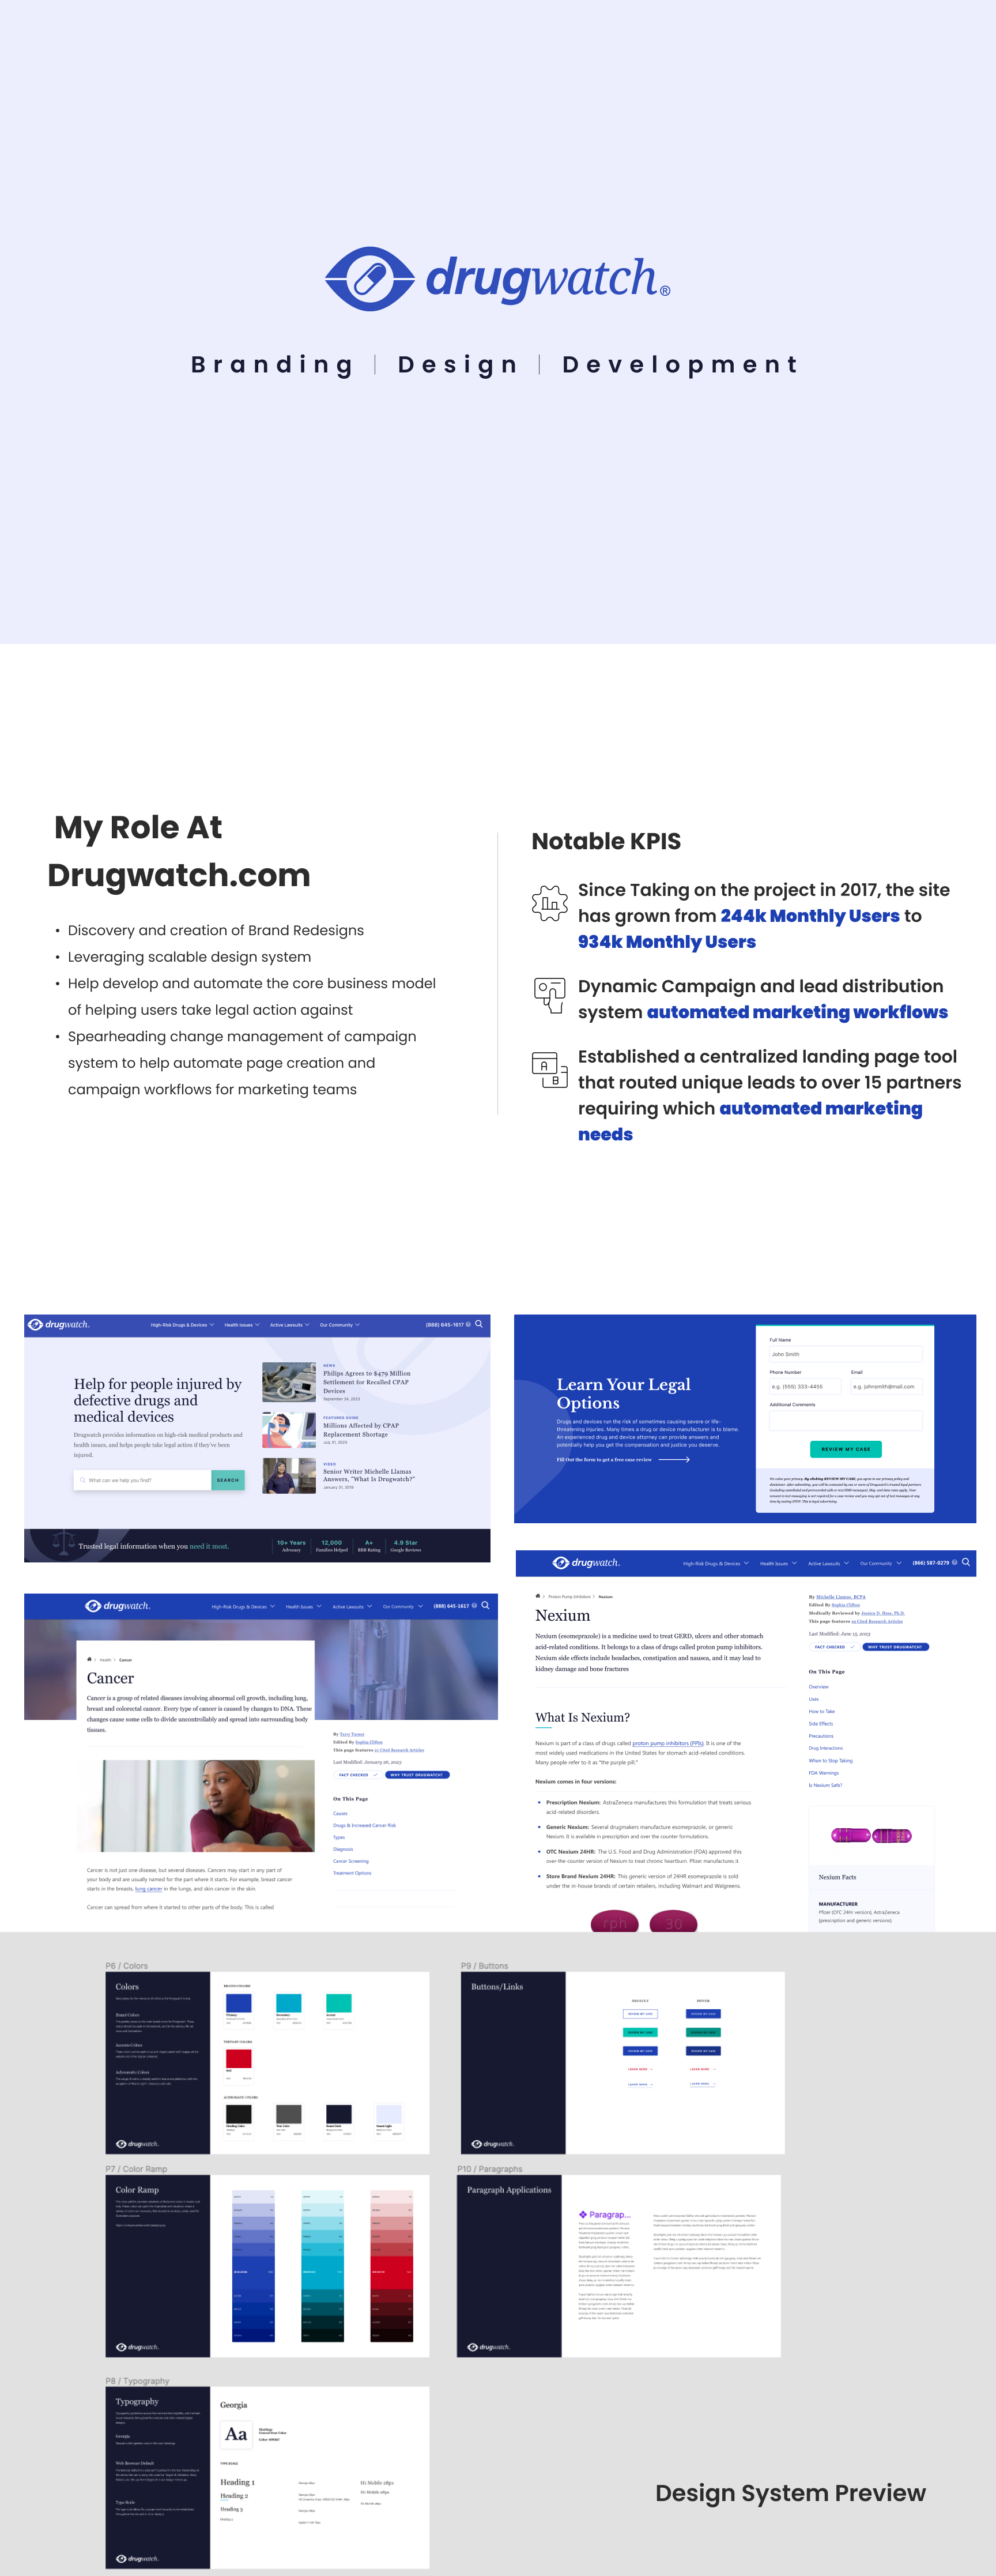 drugwatch®
Branding | Design | Development
My Role At
Drugwatch.com
• Discovery and creation of Brand Redesigns
• Leveraging scalable design system
• Help develop and automate the core business model
of helping users take legal action against
• Spearheading change management of campaign
system to help automate page creation and
campaign workflows for marketing teams
Notable KPIS
Since Taking on the project in 2017, the site
has grown from 244k Monthly Users to
934k Monthly Users
Dynamic Campaign and lead distribution
system automated marketing workflows
A
B
Established a centralized landing page tool
that routed unique leads to over 15 partners
requiring which automated marketing
needs
drugwatch.
High-Risk Drugs & Devices
Health Issues
Active Lawsuits
Our Community
(888) 645-1617
Help for people injured by
defective drugs and
medical devices
Drugwatch provides information on high-risk medical products and
health issues, and helps people take legal action if they've been
injured.
What can we help you find?
SEARCH
NEWS
Philips Agrees to $479 Million
Settlement for Recalled CPAP
Devices
September 24, 2023
FEATURED GUIDE
Millions Affected by CPAP
Replacement Shortage
July 31, 2023
VIDEO
Senior Writer Michelle Llamas
Answers, "What Is Drugwatch?"
January 31, 2018
Trusted legal information when you need it most.
10+ Years
Advocacy
12,000
Families Helped
A+
BBB Rating
4.9 Star
Google Reviews
Learn Your Legal
Options
Drugs and devices run the risk of sometimes causing severe or life-
threatening injuries. Many times a drug or device manufacturer is to blame.
An experienced drug and device attorney can provide answers and
potentially help you get the compensation and justice you deserve.
Fill Out the form to get a free case review
Full Name
John Smith
Phone Number
Email
e.g. (555) 333-4455
e.g. johnsmith@mail.com
Additional Comments
REVIEW MY CASE
drugwatch.
High-Risk Drugs & Devices
Health Issues
Active Lawsuits
Our Community
(888) 645-1617
Health
Cancer
Cancer
Cancer is a group of related diseases involving abnormal cell growth, including lung,
breast and colorectal cancer. Every type of cancer is caused by changes to DNA. These
changes cause some cells to divide uncontrollably and spread into surrounding body
tissues.
By Terry Turner
Edited By Sophia Clifton
This page features 21 Cited Research Articles
Last Modified: January 26, 2023
FACT CHECKED
WHY TRUST DRUGWATCH?
On This Page
Causes
Drugs & Increased Cancer Risk
Types
Diagnosis
Cancer Screening
Treatment Options
Cancer is not just one disease, but several diseases. Cancers may start in any part of
your body and are usually named for the part where it starts. For example, breast cancer
starts in the breasts, lung cancer in the lungs, and skin cancer in the skin.
Cancer can spread from where it started to other parts of the body. This is called
drugwatch.
High-Risk Drugs & Devices
Health Issues
Active Lawsuits
Our Community
(866) 587-0279
Proton Pump Inhibitors
Nexium
Nexium
Nexium (esomeprazole) is a medicine used to treat GERD, ulcers and other stomach
acid-related conditions. It belongs to a class of drugs called proton pump inhibitors.
Nexium side effects include headaches, constipation and nausea, and it may lead to
kidney damage and bone fractures
What Is Nexium?
Nexium is part of a class of drugs called proton pump inhibitors (PPIs). It is one of the
most widely used medications in the United States for stomach acid-related conditions.
Many people refer to it as "the purple pill."
Nexium comes in four versions:
• Prescription Nexium: AstraZeneca manufactures this formulation that treats serious
acid-related disorders.
• Generic Nexium: Several drugmakers manufacture esomeprazole, or generic
Nexium. It is available in prescription and over the counter formulations.
• OTC Nexium 24HR: The U.S. Food and Drug Administration (FDA) approved this
over-the-counter version of Nexium to treat chronic heartburn. Pfizer manufactures it.
• Store Brand Nexium 24HR: This generic version of 24HR esomeprazole is sold
under the in-house brands of certain retailers, including Walmart and Walgreens.
rph
30
By Michelle Llamas, BCPA
Edited By Sophia Clifton
Medically Reviewed by Jessica D. Hess, Ph.D.
This page features 19 Cited Research Articles
Last Modified: June 13, 2023
FACT CHECKED
WHY TRUST DRUGWATCH?
On This Page
Overview
Uses
How to Take
Side Effects
Precautions
Drug Interactions
When to Stop Taking
FDA Warnings
Is Nexium Safe?
Nexium Facts
MANUFACTURER
Pfizer (OTC 24Hr version), AstraZeneca
(prescription and generic versions)
P6 / Colors
Colors
Brand Colors
Accents Colors
drugwatch.
P9 / Buttons
Buttons/Links
REVIEW MY CASE
REVIEW MY CASE
REVIEW MY CASE
REVIEW MY CASE
REVIEW MY CASE
REVIEW MY CASE
LEARN MORE
LEARN MORE
LEARN MORE
LEARN MORE
drugwatch.
P7 / Color Ramp
Color Ramp
drugwatch.
P10 / Paragraphs
Paragraph Applications
Paragrap...
drugwatch.
P8 / Typography
Typography
Georgia
Web Browser Default
Type Scale
Georgia
Aa
Heading 1
Heading 2
Heading 3
H1 Mobile 28px
drugwatch.
Design System Preview